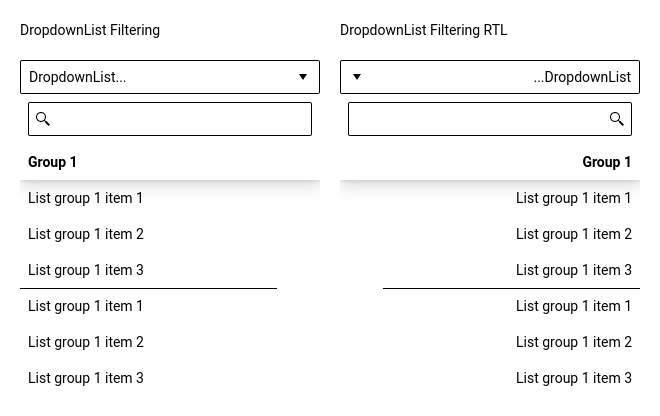 DropdownList Filtering
DropdownList...
Group 1
List group 1 item 1
List group 1 item 2
List group 1 item 3
List group 1 item 1
List group 1 item 2
List group 1 item 3
DropdownList Filtering RTL
...DropdownList
Group 1
List group 1 item 1
List group 1 item 2
List group 1 item 3
List group 1 item 1
List group 1 item 2
List group 1 item 3